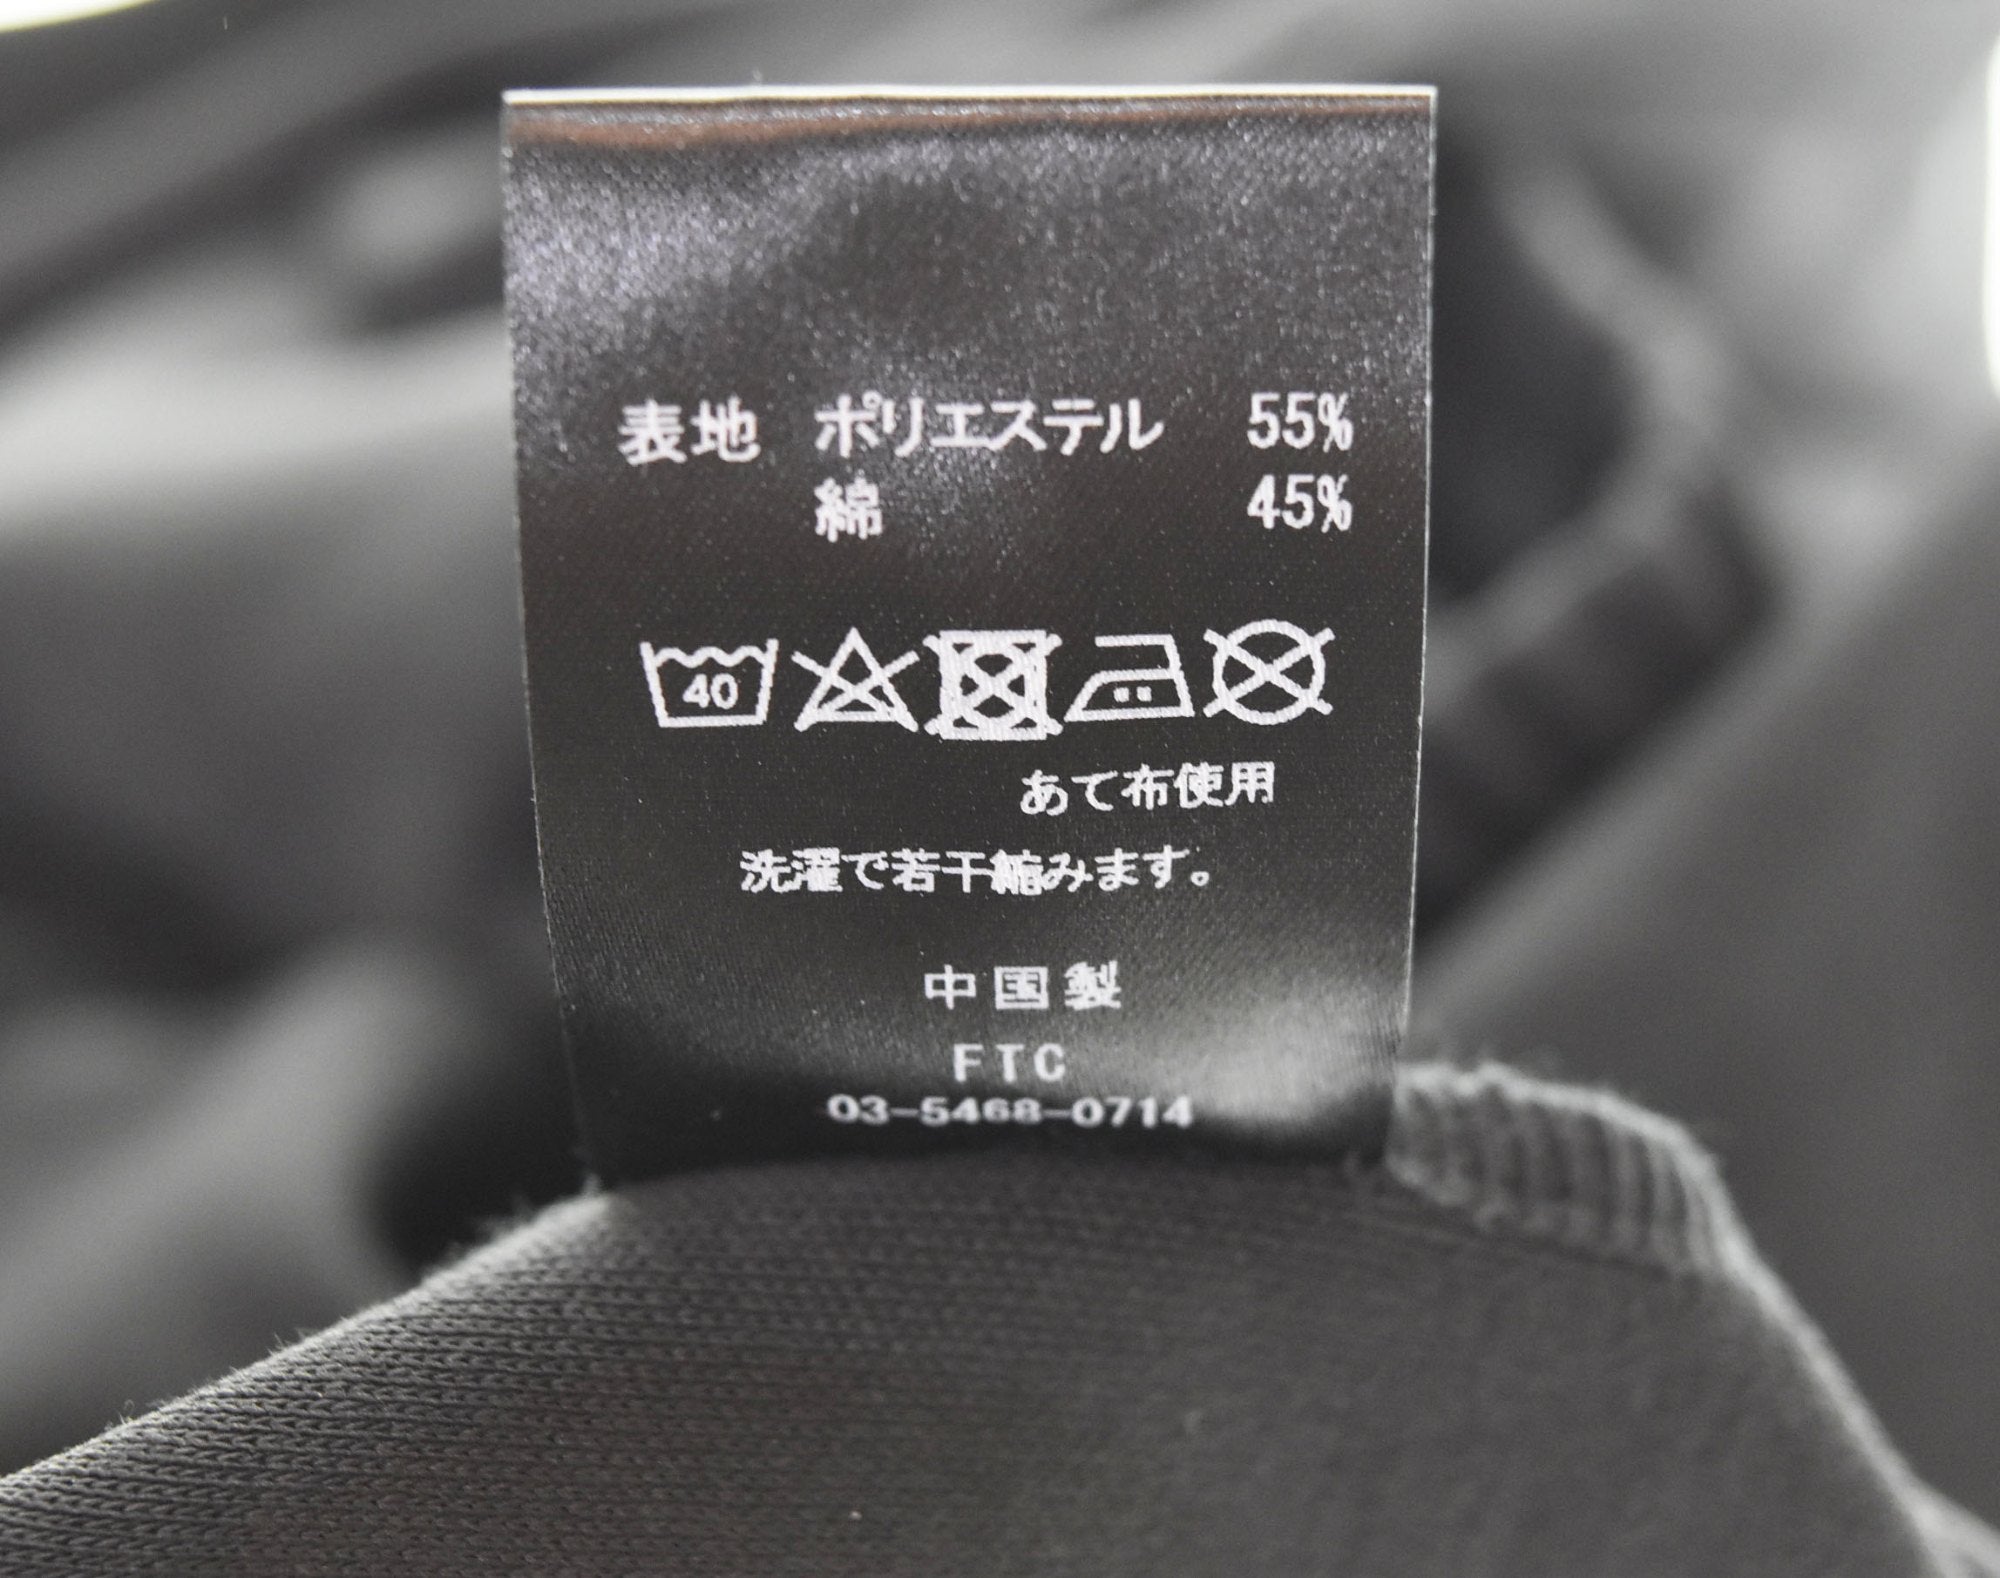 表地 ポリエステル 55%
綿 45%
40
あて布使用
洗濯で若干縮みます。
中国製
FTC
03-5468-0714